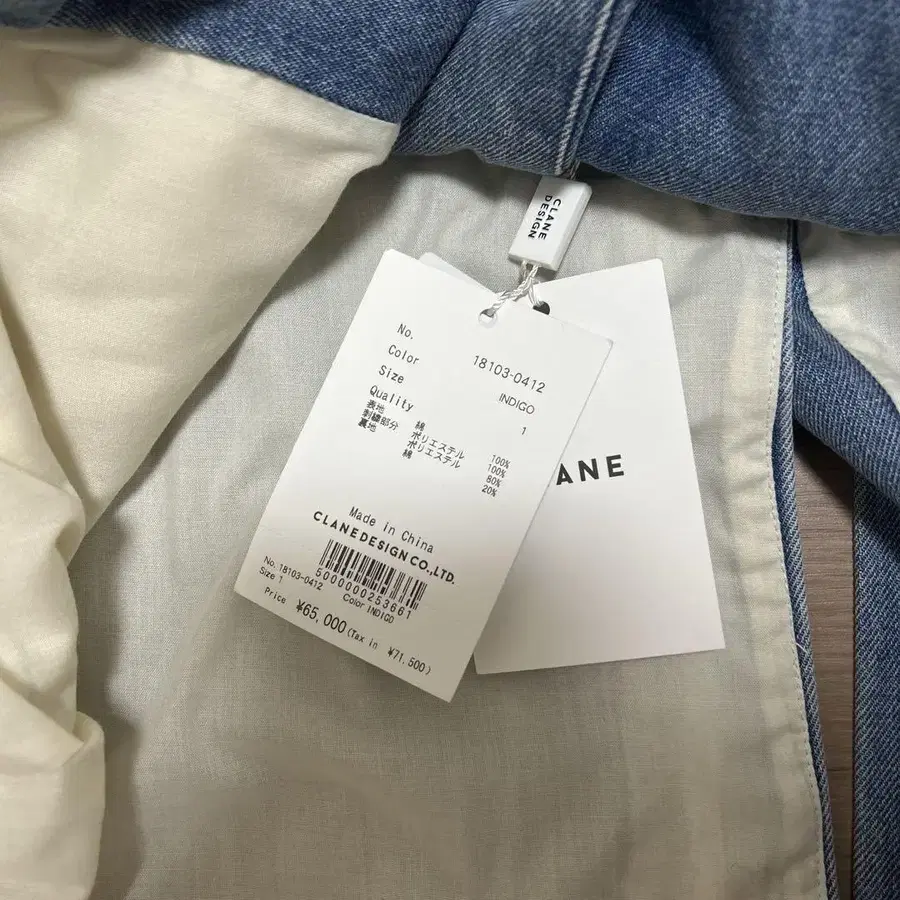 CLANE
DESIGN
No. 18103-0412
Color INDIGO
Size 1
Quality
表地 綿 100%
刺繍部分 ポリエステル 100%
裏地 ポリエステル 80%
綿 20%
Made in China
CLANE DESIGN CO.,LTD.
5000000253661
No. 18103-0412
Size 1 Color INDIGO
Price ¥65,000 (Tax in ¥71,500)
ANE